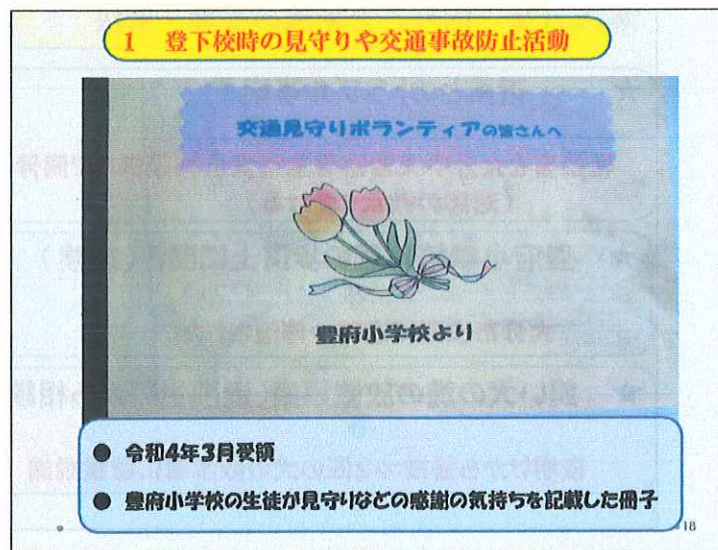 1 登下校時の見守りや交通事故防止活動
交通見守りボランティアの皆さんへ
豊府小学校より
● 令和4年3月受領
● 豊府小学校の生徒が見守りなどの感謝の気持ちを記載した冊子
18